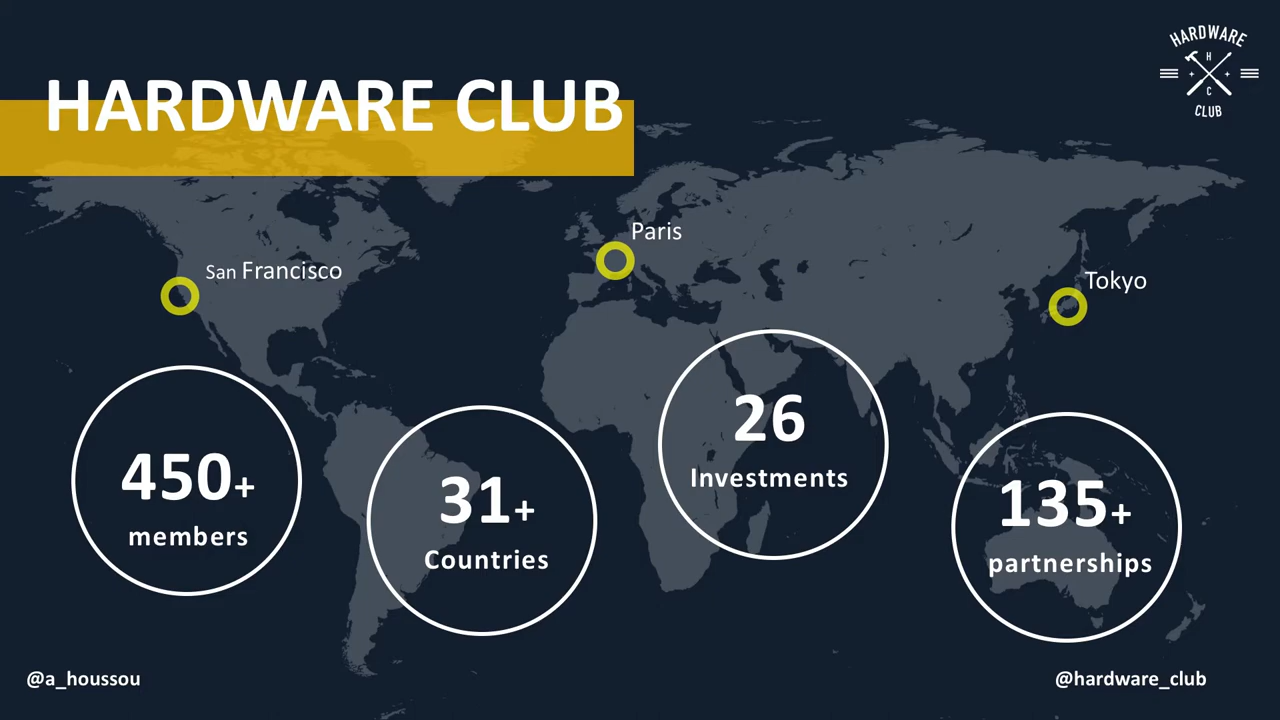 HARDWARE
H
C
CLUB
HARDWARE CLUB
Paris
San Francisco
Tokyo
450+
members
31+
Countries
26
Investments
135+
partnerships
@a_houssou
@hardware_club